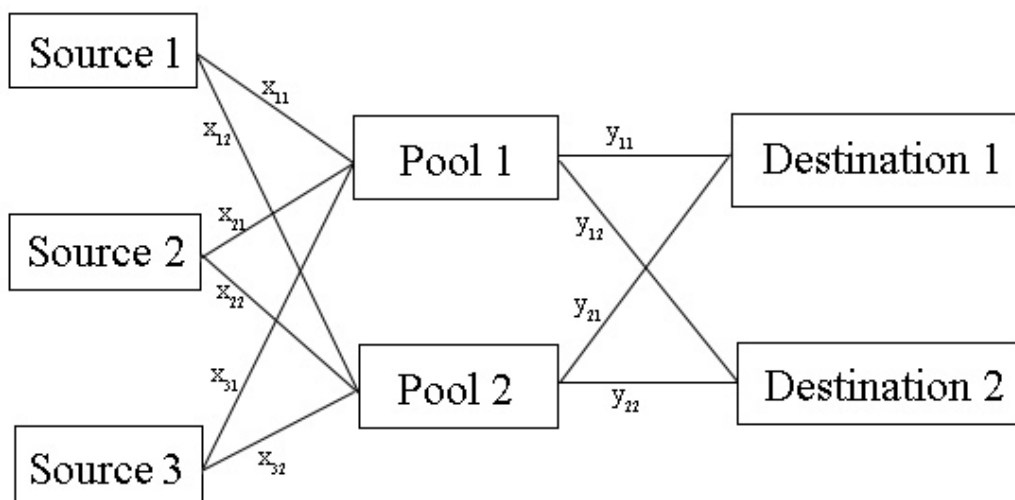 Source 1
x₁₁
x₁₂
Pool 1
y₁₁
Destination 1
x₂₁
Source 2
x₂₂
y₁₂
y₂₁
x₃₁
Pool 2
y₂₂
Destination 2
Source 3
x₃₂